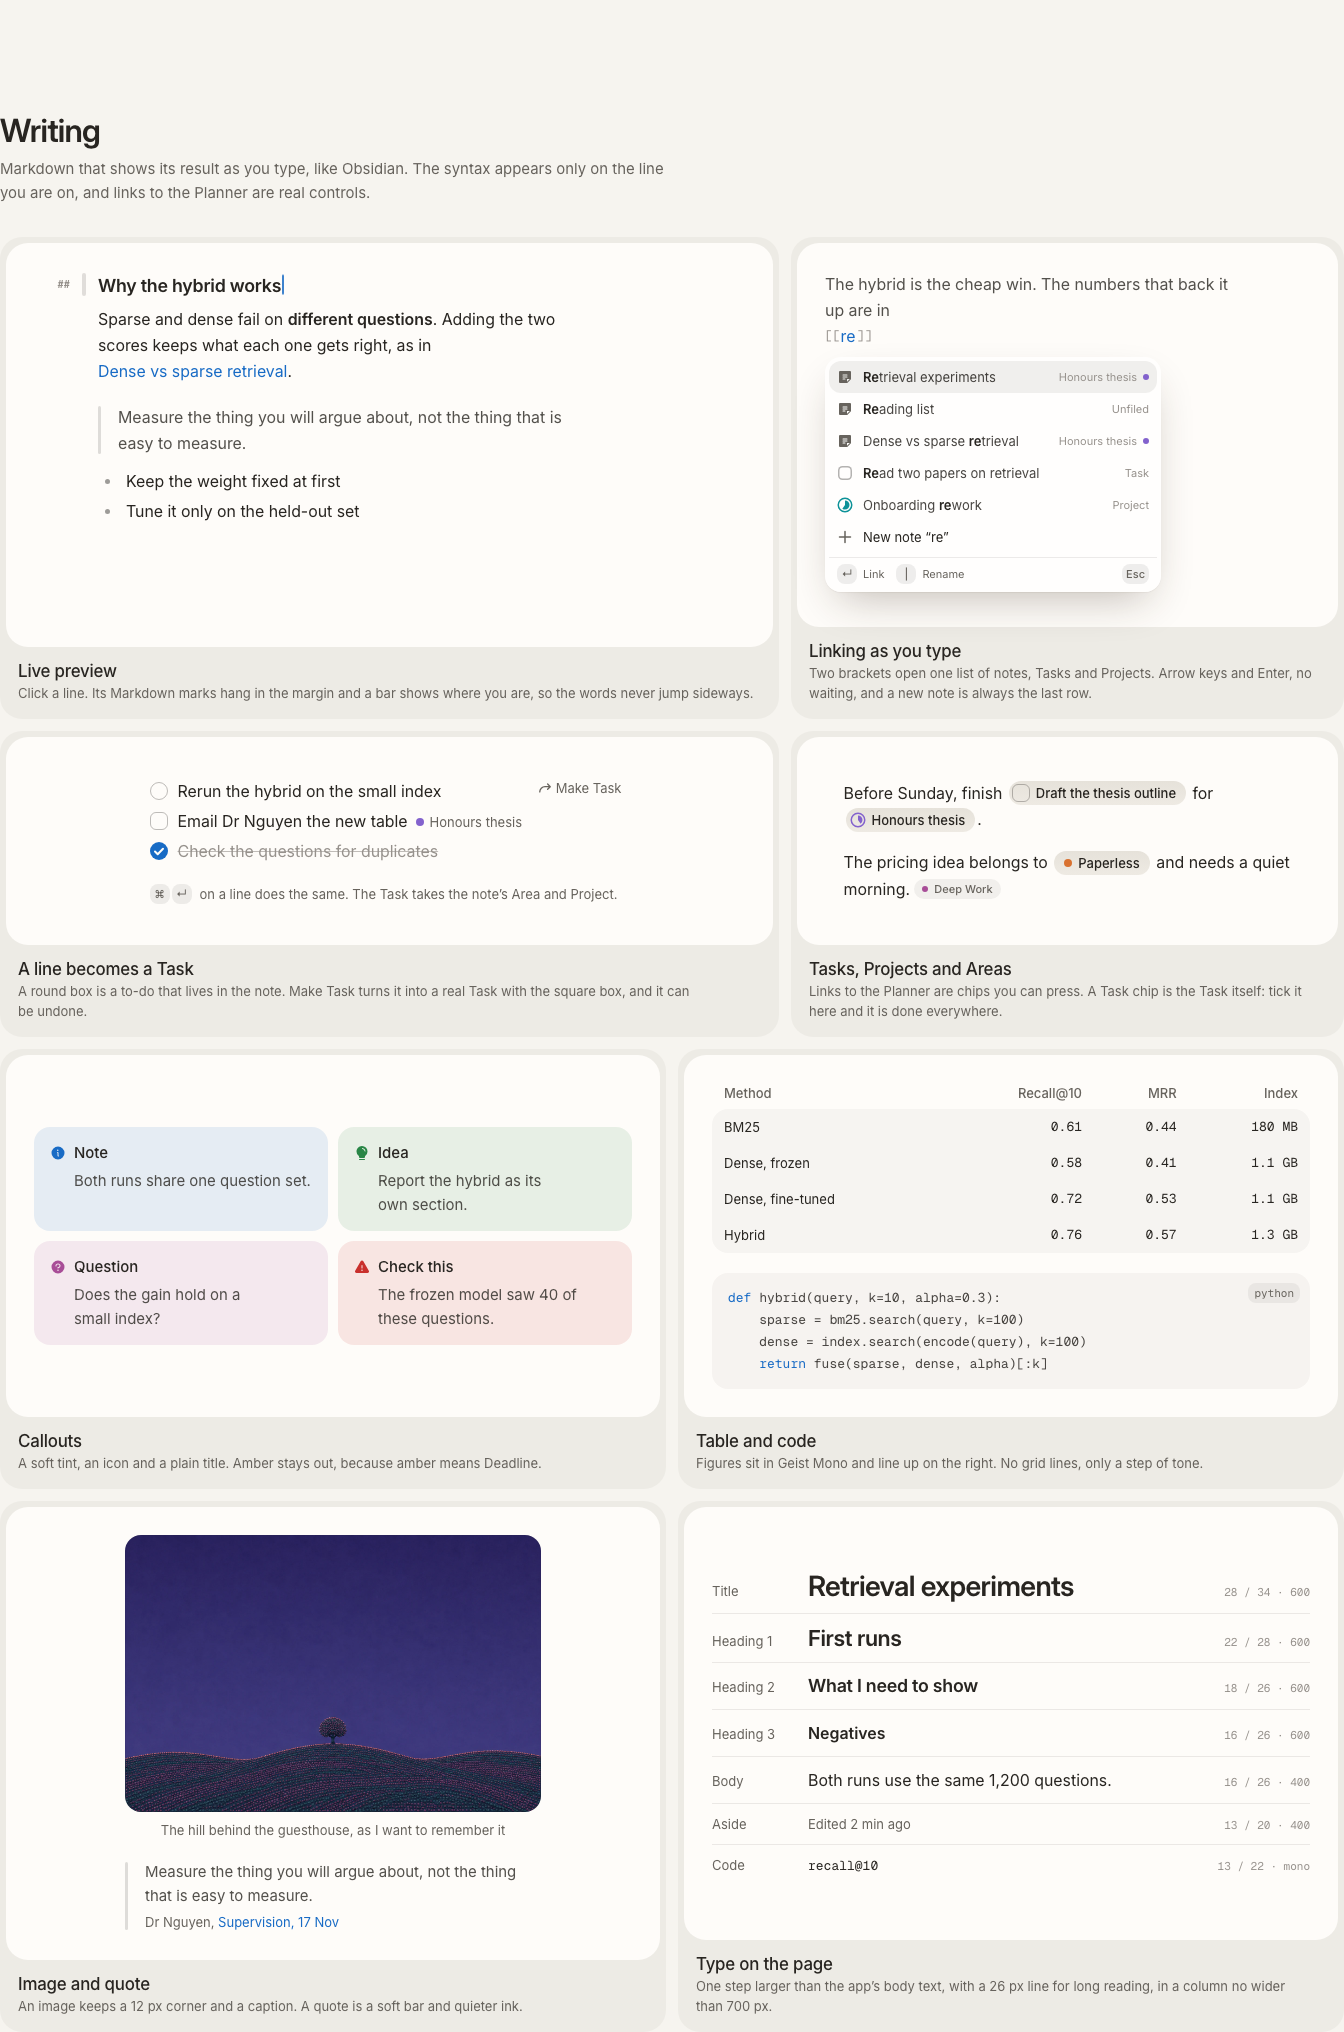 Writing
Markdown that shows its result as you type, like Obsidian. The syntax appears only on the line
you are on, and links to the Planner are real controls.
## Why the hybrid works
Sparse and dense fail on different questions. Adding the two
scores keeps what each one gets right, as in
Dense vs sparse retrieval.
Measure the thing you will argue about, not the thing that is
easy to measure.
• Keep the weight fixed at first
• Tune it only on the held-out set
Live preview
Click a line. Its Markdown marks hang in the margin and a bar shows where you are, so the words never jump sideways.
The hybrid is the cheap win. The numbers that back it
up are in
[[re]]
Retrieval experiments Honours thesis
Reading list Unfiled
Dense vs sparse retrieval Honours thesis
Read two papers on retrieval Task
Onboarding rework Project
New note “re”
↵ Link | Rename Esc
Linking as you type
Two brackets open one list of notes, Tasks and Projects. Arrow keys and Enter, no
waiting, and a new note is always the last row.
Rerun the hybrid on the small index Make Task
Email Dr Nguyen the new table Honours thesis
Check the questions for duplicates
⌘ ↵ on a line does the same. The Task takes the note’s Area and Project.
A line becomes a Task
A round box is a to-do that lives in the note. Make Task turns it into a real Task with the square box, and it can
be undone.
Before Sunday, finish Draft the thesis outline for
Honours thesis.
The pricing idea belongs to Paperless and needs a quiet
morning. Deep Work
Tasks, Projects and Areas
Links to the Planner are chips you can press. A Task chip is the Task itself: tick it
here and it is done everywhere.
Note
Both runs share one question set.
Idea
Report the hybrid as its
own section.
Question
Does the gain hold on a
small index?
Check this
The frozen model saw 40 of
these questions.
Callouts
A soft tint, an icon and a plain title. Amber stays out, because amber means Deadline.
Method Recall@10 MRR Index
BM25 0.61 0.44 180 MB
Dense, frozen 0.58 0.41 1.1 GB
Dense, fine-tuned 0.72 0.53 1.1 GB
Hybrid 0.76 0.57 1.3 GB
python
def hybrid(query, k=10, alpha=0.3):
    sparse = bm25.search(query, k=100)
    dense = index.search(encode(query), k=100)
    return fuse(sparse, dense, alpha)[:k]
Table and code
Figures sit in Geist Mono and line up on the right. No grid lines, only a step of tone.
The hill behind the guesthouse, as I want to remember it
Measure the thing you will argue about, not the thing
that is easy to measure.
Dr Nguyen, Supervision, 17 Nov
Image and quote
An image keeps a 12 px corner and a caption. A quote is a soft bar and quieter ink.
Title Retrieval experiments 28 / 34 · 600
Heading 1 First runs 22 / 28 · 600
Heading 2 What I need to show 18 / 26 · 600
Heading 3 Negatives 16 / 26 · 600
Body Both runs use the same 1,200 questions. 16 / 26 · 400
Aside Edited 2 min ago 13 / 20 · 400
Code recall@10 13 / 22 · mono
Type on the page
One step larger than the app’s body text, with a 26 px line for long reading, in a column no wider
than 700 px.